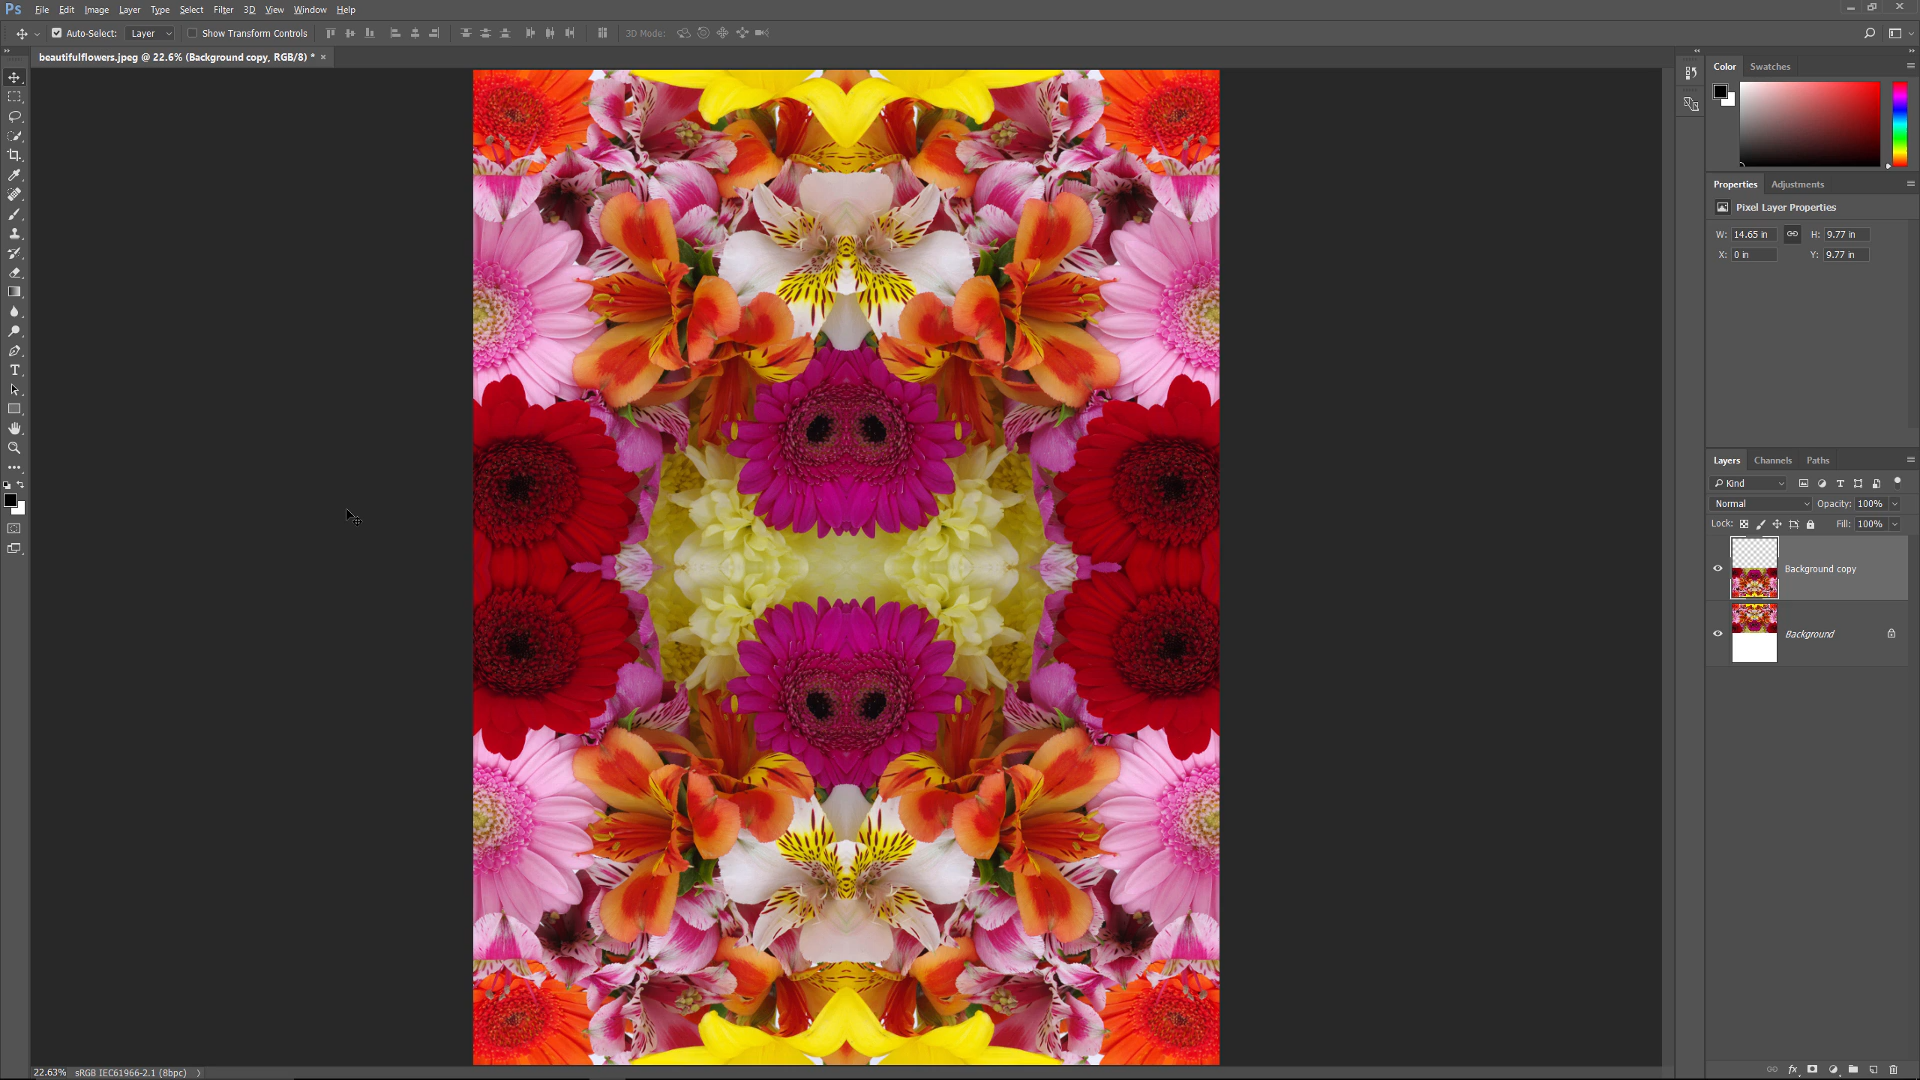 Ps File Edit Image Layer Type Select Filter 3D View Window Help
Auto-Select: Layer Show Transform Controls 3D Mode:
beautifulflowers.jpeg @ 22.6% (Background copy, RGB/8) * ×
Color Swatches
Properties Adjustments
Pixel Layer Properties
W: 14.65 in H: 9.77 in
X: 0 in Y: 9.77 in
Layers Channels Paths
Kind
Normal Opacity: 100%
Lock: Fill: 100%
Background copy
Background
22.63% sRGB IEC61966-2.1 (8bpc)